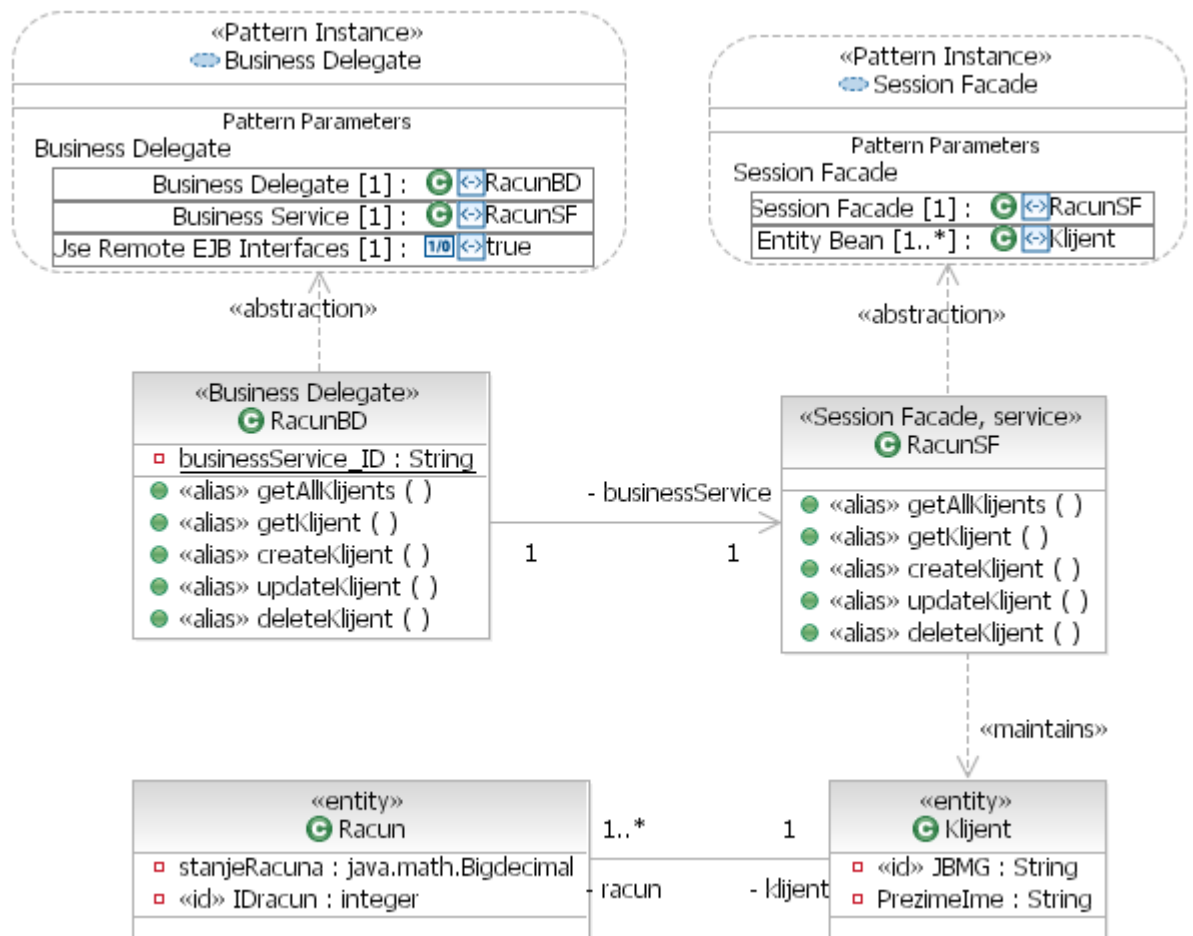 «Pattern Instance»
Business Delegate
Pattern Parameters
Business Delegate
Business Delegate [1] : RacunBD
Business Service [1] : RacunSF
Use Remote EJB Interfaces [1] : 1/0 true
«Pattern Instance»
Session Facade
Pattern Parameters
Session Facade
Session Facade [1] : RacunSF
Entity Bean [1..*] : Klijent
«abstraction»
«abstraction»
«Business Delegate»
C RacunBD
businessService_ID : String
«alias» getAllKlijents ( )
«alias» getKlijent ( )
«alias» createKlijent ( )
«alias» updateKlijent ( )
«alias» deleteKlijent ( )
- businessService
1 1
«Session Facade, service»
C RacunSF
«alias» getAllKlijents ( )
«alias» getKlijent ( )
«alias» createKlijent ( )
«alias» updateKlijent ( )
«alias» deleteKlijent ( )
«maintains»
«entity»
C Racun
stanjeRacuna : java.math.Bigdecimal
«id» IDracun : integer
1..* 1
- racun - klijent
«entity»
C Klijent
«id» JBMG : String
PrezimeIme : String